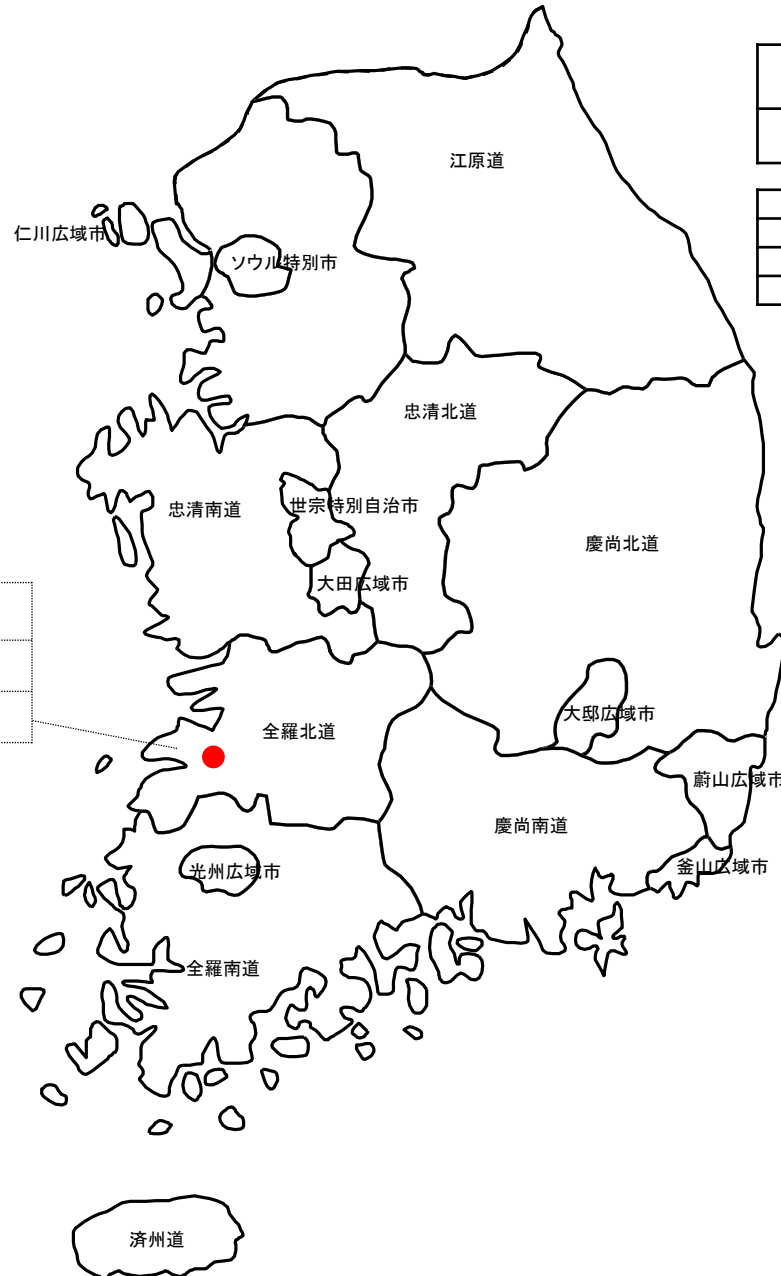 江原道
仁川広域市
ソウル特別市
忠清北道
忠清南道
世宗特別自治市
慶尚北道
大田広域市
大邱広域市
全羅北道
蔚山広域市
慶尚南道
釜山広域市
光州広域市
全羅南道
済州道